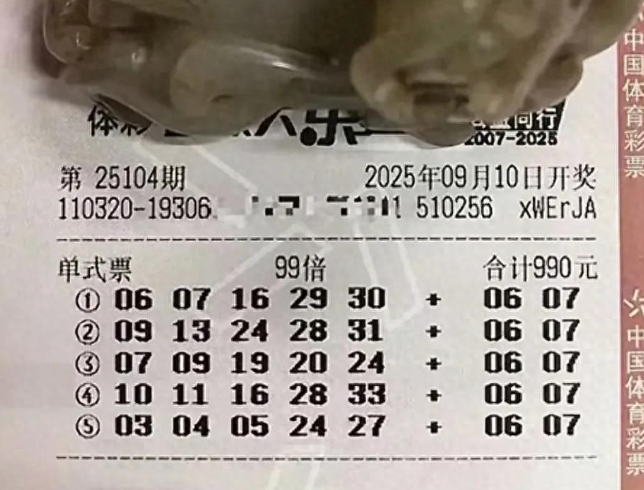 体彩
同行
2007-2025
第 25104期 2025年09月10日开奖
110320-19306 510256 xWErJA
单式票 99倍 合计990元
① 06 07 16 29 30 + 06 07
② 09 13 24 28 31 + 06 07
③ 07 09 19 20 24 + 06 07
④ 10 11 16 28 33 + 06 07
⑤ 03 04 05 24 27 + 06 07
中国体育彩票
中国体育彩票